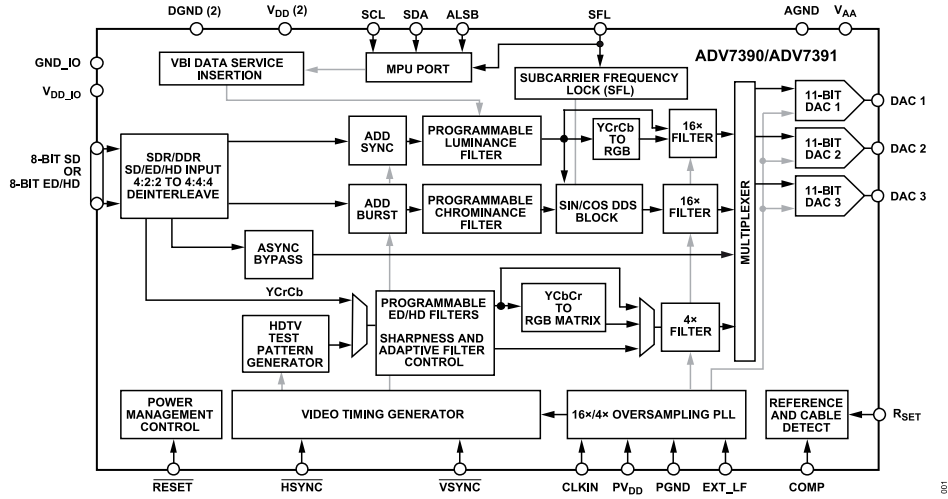 DGND (2)
VDD (2)
SCL
SDA
ALSB
SFL
AGND
VAA
ADV7390/ADV7391
GND_IO
VDD_IO
VBI DATA SERVICE
INSERTION
MPU PORT
SUBCARRIER FREQUENCY
LOCK (SFL)
11-BIT
DAC 1
DAC 1
8-BIT SD
OR
8-BIT ED/HD
SDR/DDR
SD/ED/HD INPUT
4:2:2 TO 4:4:4
DEINTERLEAVE
ADD
SYNC
PROGRAMMABLE
LUMINANCE
FILTER
YCrCb
TO
RGB
16×
FILTER
11-BIT
DAC 2
DAC 2
ADD
BURST
PROGRAMMABLE
CHROMINANCE
FILTER
SIN/COS DDS
BLOCK
16×
FILTER
MULTIPLEXER
11-BIT
DAC 3
DAC 3
ASYNC
BYPASS
YCrCb
HDTV
TEST
PATTERN
GENERATOR
PROGRAMMABLE
ED/HD FILTERS
SHARPNESS AND
ADAPTIVE FILTER
CONTROL
YCbCr
TO
RGB MATRIX
4×
FILTER
POWER
MANAGEMENT
CONTROL
VIDEO TIMING GENERATOR
16×/4× OVERSAMPLING PLL
REFERENCE
AND CABLE
DETECT
RSET
RESET
HSYNC
VSYNC
CLKIN
PVDD
PGND
EXT_LF
COMP
001